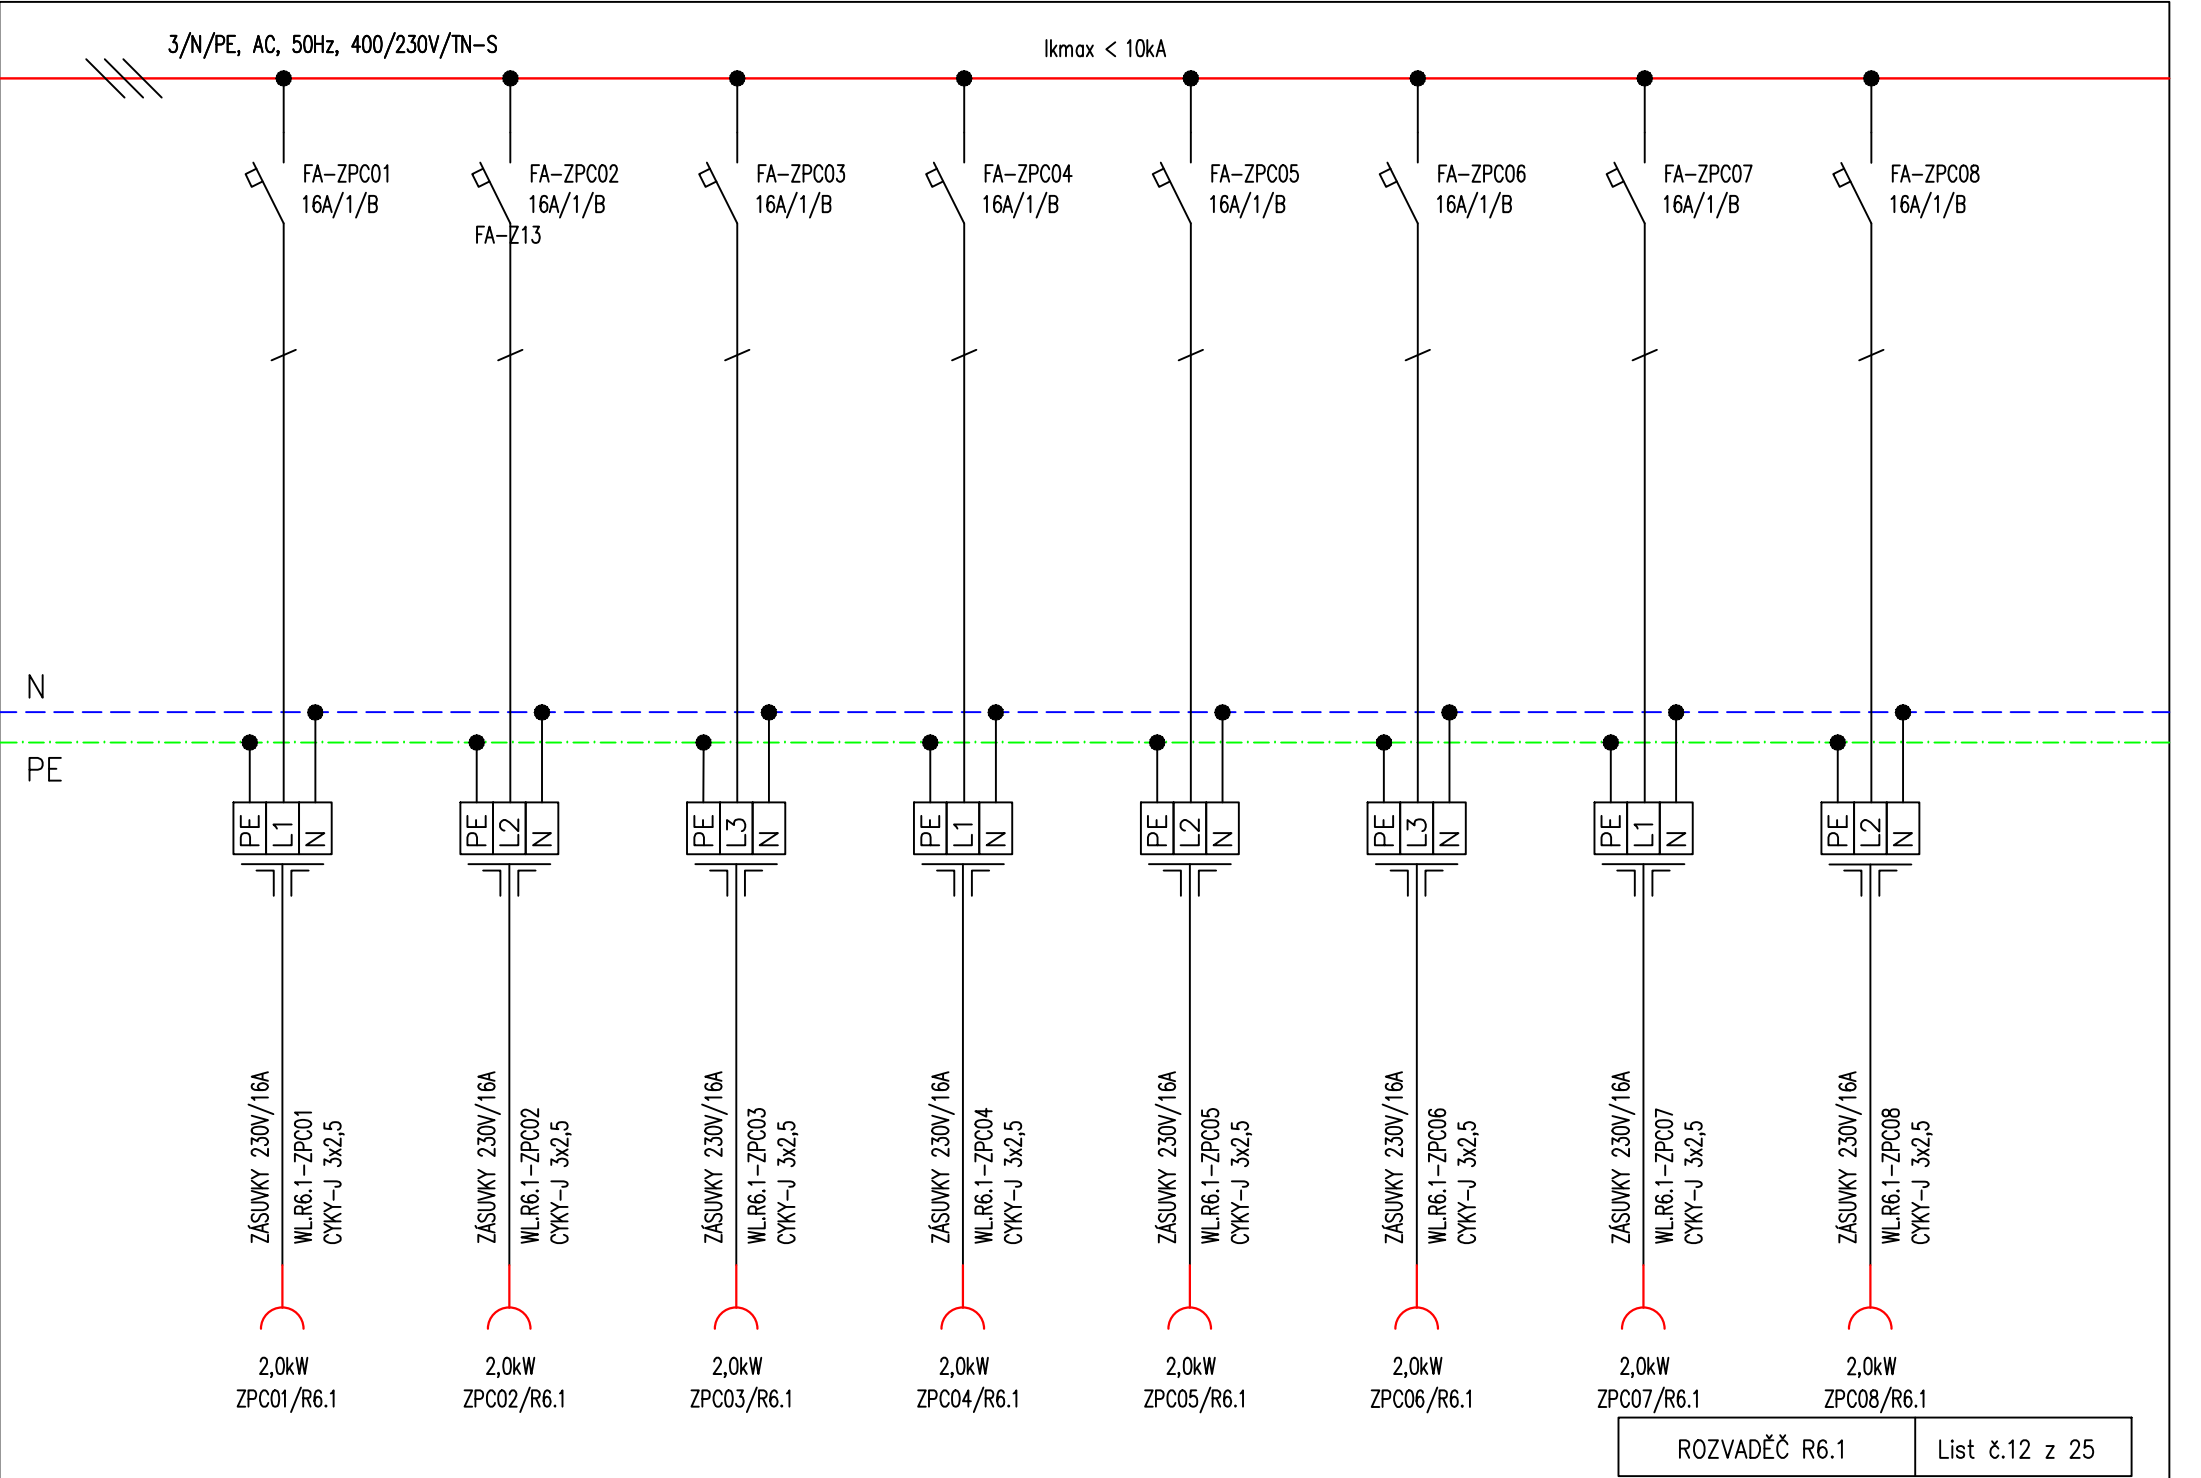 3/N/PE, AC, 50Hz, 400/230V/TN-S
Ikmax < 10kA
FA-ZPC01
16A/1/B
FA-ZPC02
16A/1/B
FA-Z13
FA-ZPC03
16A/1/B
FA-ZPC04
16A/1/B
FA-ZPC05
16A/1/B
FA-ZPC06
16A/1/B
FA-ZPC07
16A/1/B
FA-ZPC08
16A/1/B
N
PE
PE L1 N
PE L2 N
PE L3 N
PE L1 N
PE L2 N
PE L3 N
PE L1 N
PE L2 N
ZÁSUVKY 230V/16A
WL.R6.1-ZPC01
CYKY-J 3x2,5
ZÁSUVKY 230V/16A
WL.R6.1-ZPC02
CYKY-J 3x2,5
ZÁSUVKY 230V/16A
WL.R6.1-ZPC03
CYKY-J 3x2,5
ZÁSUVKY 230V/16A
WL.R6.1-ZPC04
CYKY-J 3x2,5
ZÁSUVKY 230V/16A
WL.R6.1-ZPC05
CYKY-J 3x2,5
ZÁSUVKY 230V/16A
WL.R6.1-ZPC06
CYKY-J 3x2,5
ZÁSUVKY 230V/16A
WL.R6.1-ZPC07
CYKY-J 3x2,5
ZÁSUVKY 230V/16A
WL.R6.1-ZPC08
CYKY-J 3x2,5
2,0kW
ZPC01/R6.1
2,0kW
ZPC02/R6.1
2,0kW
ZPC03/R6.1
2,0kW
ZPC04/R6.1
2,0kW
ZPC05/R6.1
2,0kW
ZPC06/R6.1
2,0kW
ZPC07/R6.1
2,0kW
ZPC08/R6.1
ROZVADĚČ R6.1
List č.12 z 25